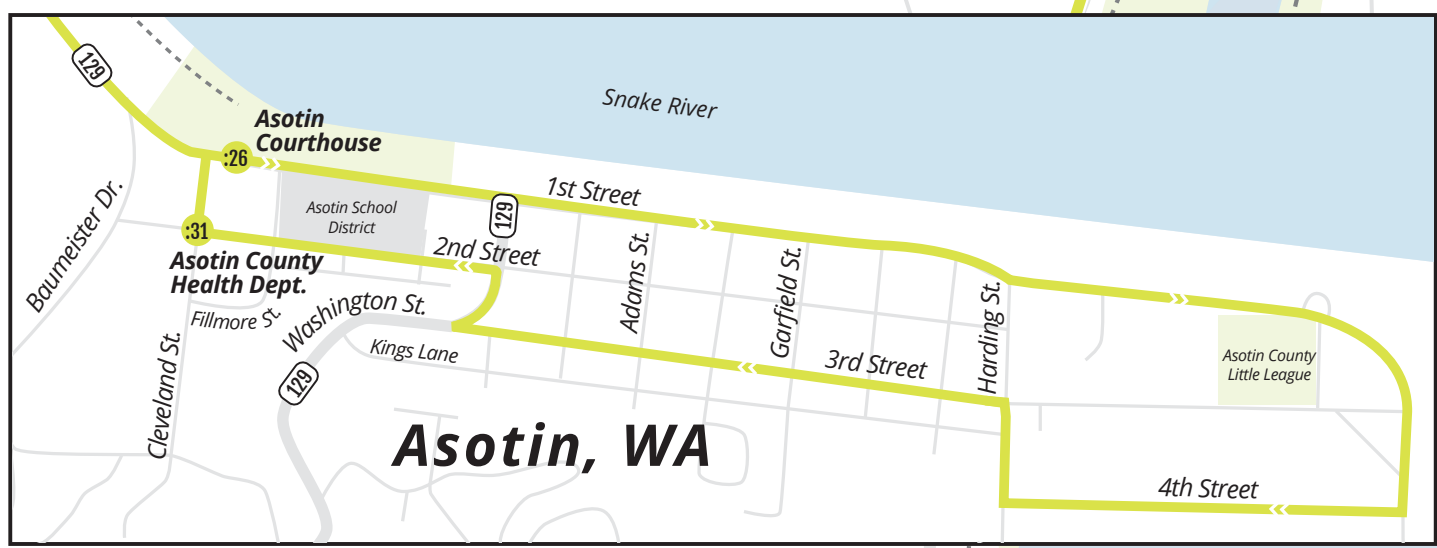 129
Snake River
Asotin
Courthouse
:26
1st Street
Asotin School
District
129
:31
2nd Street
Asotin County
Health Dept.
Baumeister Dr.
Adams St.
Garfield St.
Harding St.
Fillmore St.
Washington St.
Kings Lane
3rd Street
Asotin County
Little League
129
Cleveland St.
Asotin, WA
4th Street